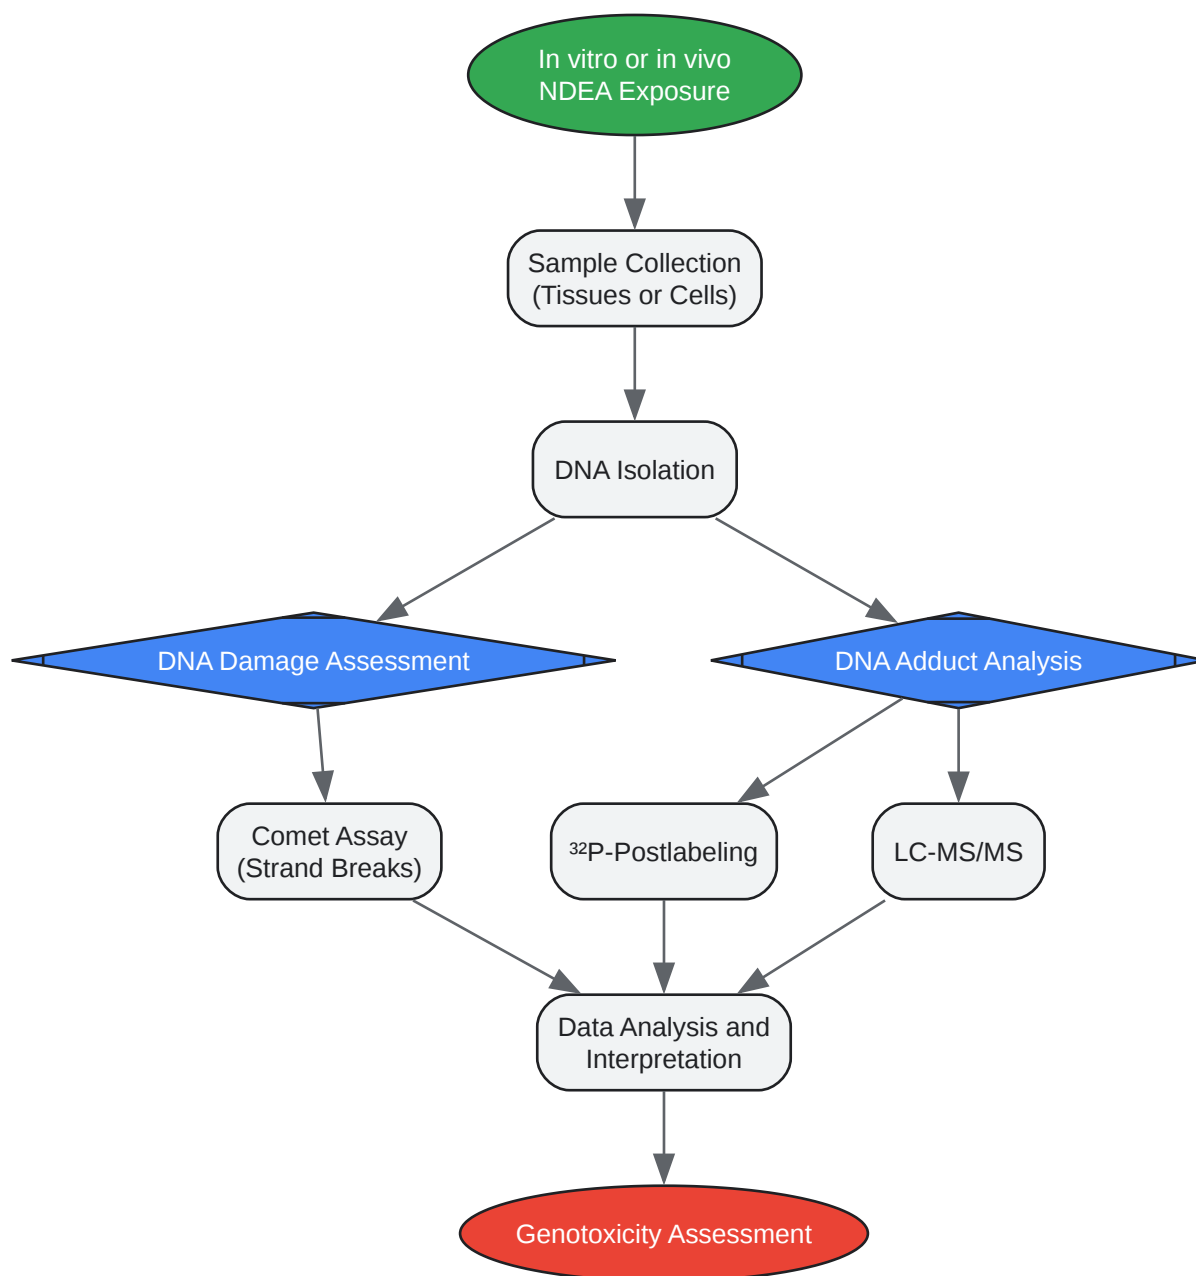 In vitro or in vivo
NDEA Exposure
Sample Collection
(Tissues or Cells)
DNA Isolation
DNA Damage Assessment
DNA Adduct Analysis
Comet Assay
(Strand Breaks)
³²P-Postlabeling
LC-MS/MS
Data Analysis and
Interpretation
Genotoxicity Assessment